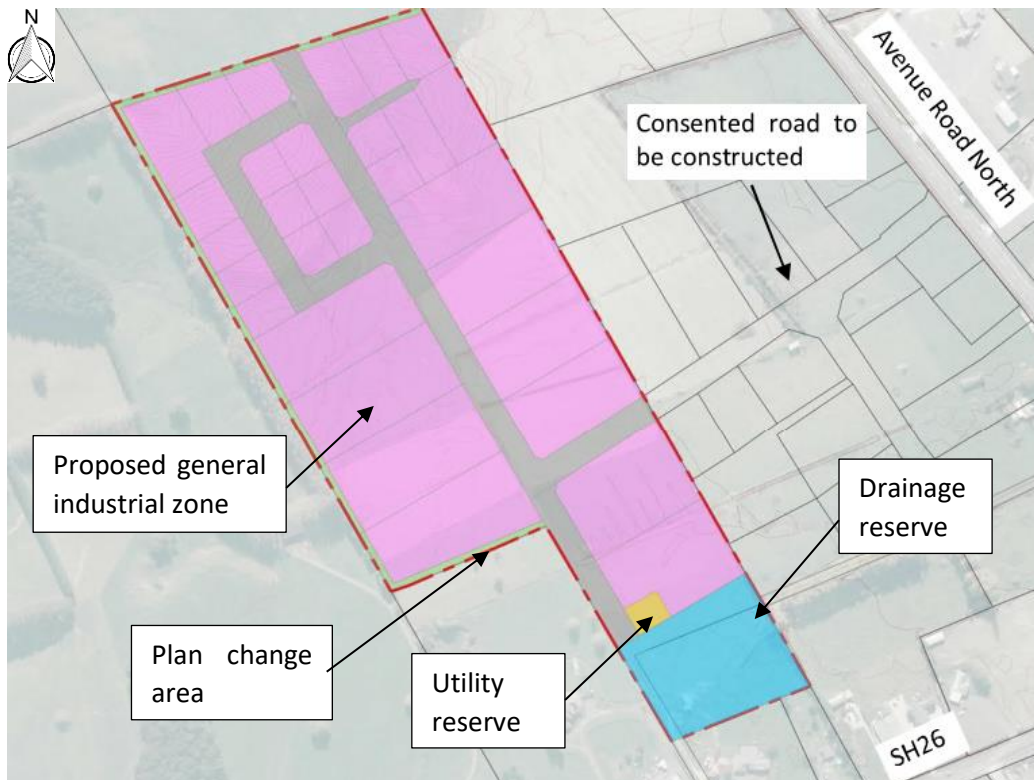 N
Avenue Road North
Consented road to
be constructed
Proposed general
industrial zone
Drainage
reserve
Plan change
area
Utility
reserve
SH26